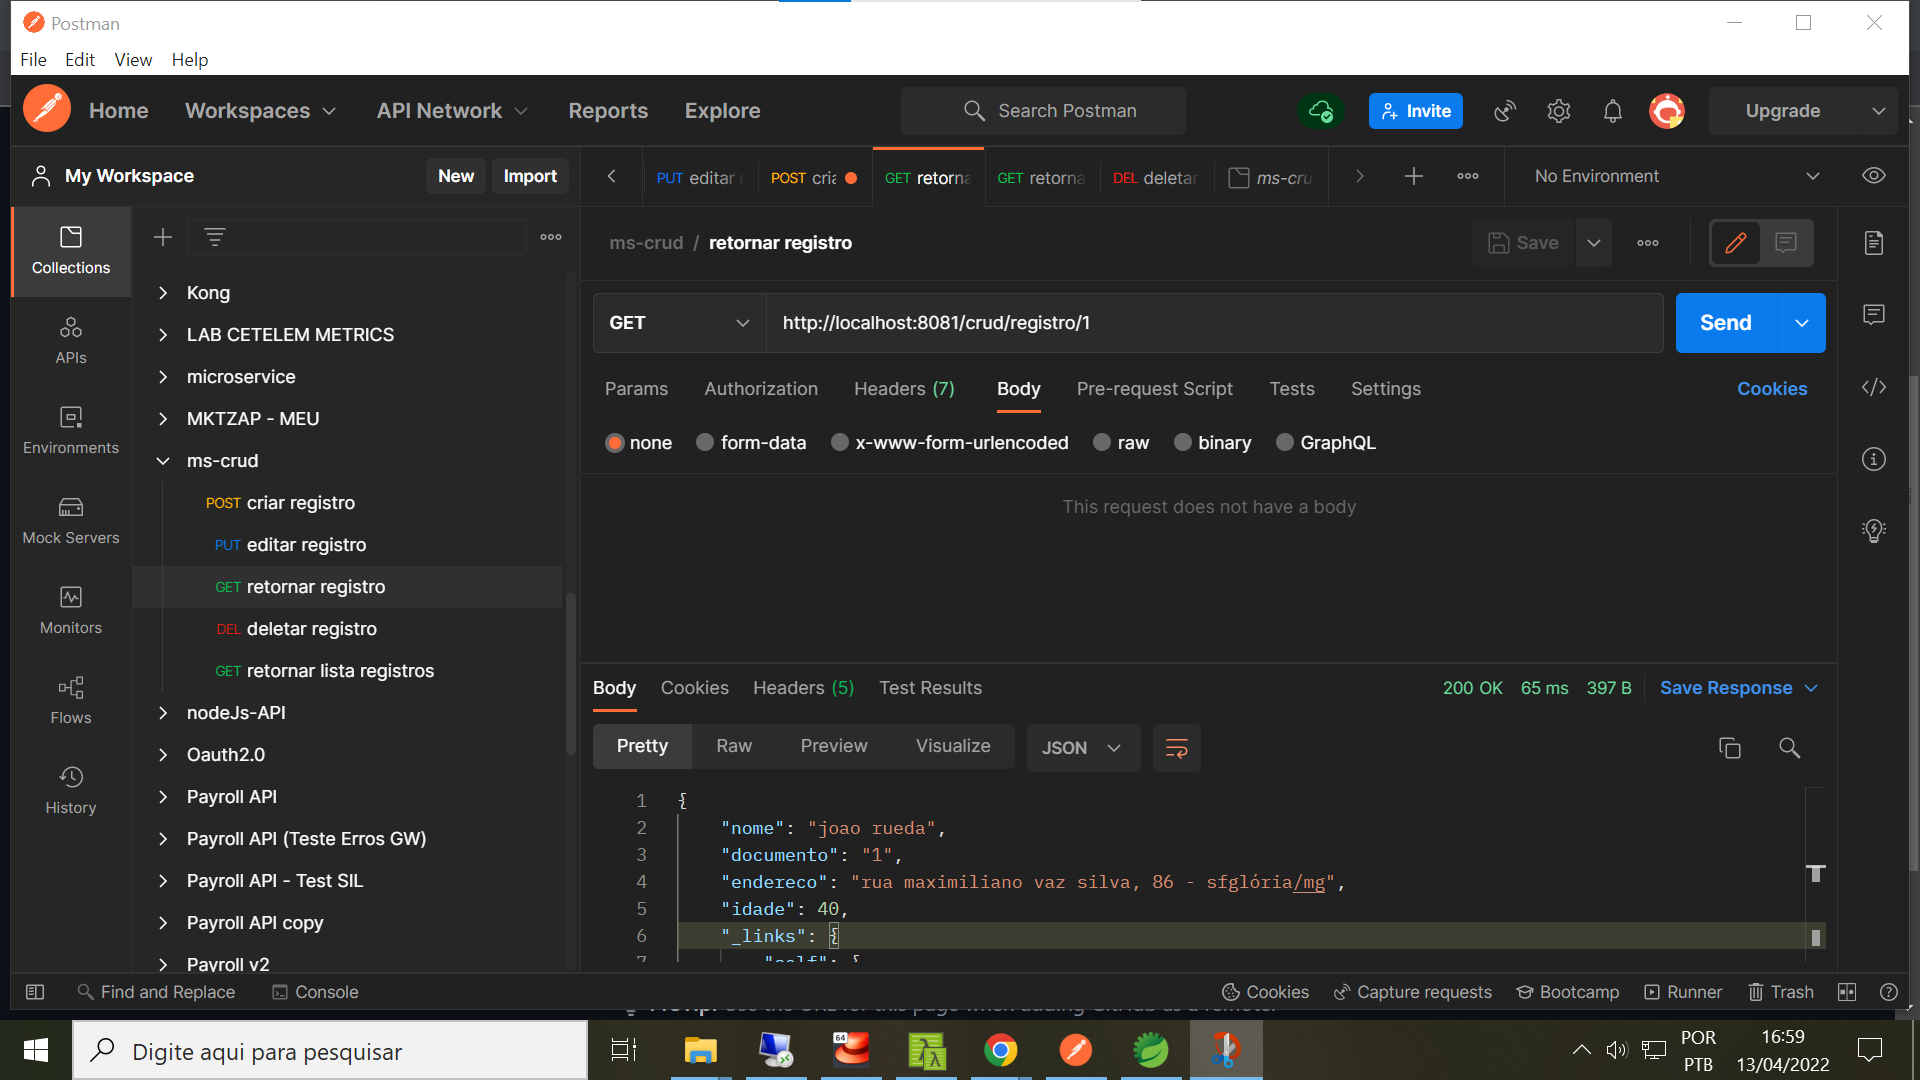 Postman
File Edit View Help
Home Workspaces API Network Reports Explore Search Postman Invite Upgrade
My Workspace New Import
PUT editar POST cria GET retorna GET retorna DEL deletar ms-cru No Environment
Collections
APIs
Environments
Mock Servers
Monitors
Flows
History
Kong
LAB CETELEM METRICS
microservice
MKTZAP - MEU
ms-crud
POST criar registro
PUT editar registro
GET retornar registro
DEL deletar registro
GET retornar lista registros
nodeJs-API
Oauth2.0
Payroll API
Payroll API (Teste Erros GW)
Payroll API - Test SIL
Payroll API copy
Payroll v2
ms-crud / retornar registro Save
GET http://localhost:8081/crud/registro/1 Send
Params Authorization Headers (7) Body Pre-request Script Tests Settings Cookies
none form-data x-www-form-urlencoded raw binary GraphQL
This request does not have a body
Body Cookies Headers (5) Test Results 200 OK 65 ms 397 B Save Response
Pretty Raw Preview Visualize JSON
1 {
2 "nome": "joao rueda",
3 "documento": "1",
4 "endereco": "rua maximiliano vaz silva, 86 - sfglória/mg",
5 "idade": 40,
6 "_links": {
7 "self": {
Find and Replace Console Cookies Capture requests Bootcamp Runner Trash
Digite aqui para pesquisar
64
POR
PTB
16:59
13/04/2022